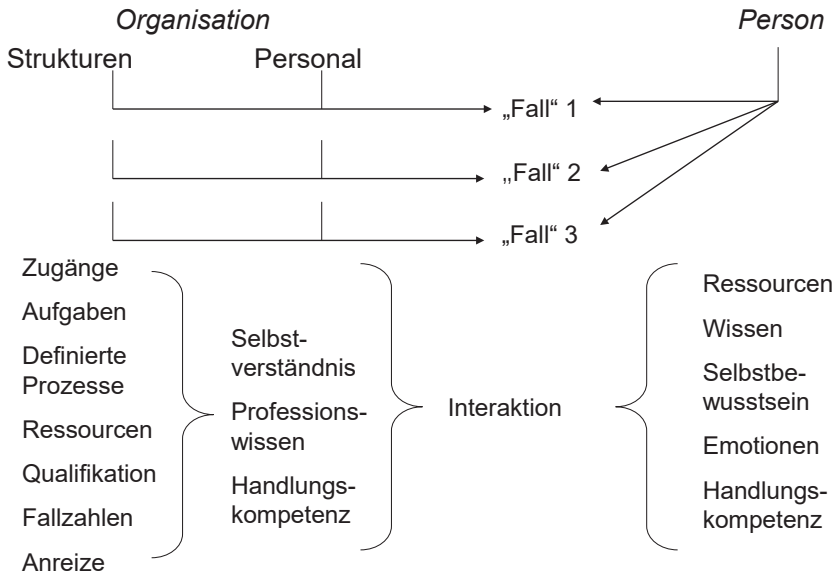 Organisation
Person
Strukturen
Personal
„Fall“ 1
„Fall“ 2
„Fall“ 3
Zugänge
Aufgaben
Definierte
Prozesse
Ressourcen
Qualifikation
Fallzahlen
Anreize
Selbst-
verständnis
Professions-
wissen
Handlungs-
kompetenz
Interaktion
Ressourcen
Wissen
Selbstbe-
wusstsein
Emotionen
Handlungs-
kompetenz